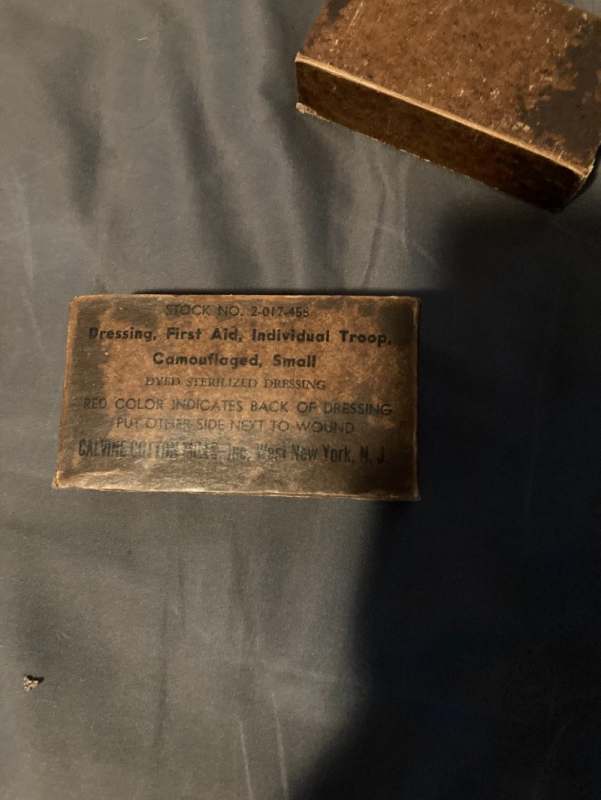 STOCK NO. 2-017-455
Dressing, First Aid, Individual Troop,
Camouflaged, Small
DYED STERILIZED DRESSING
RED COLOR INDICATES BACK OF DRESSING
PUT OTHER SIDE NEXT TO WOUND
CALVINE COTTON MILLS, Inc. West New York, N. J.